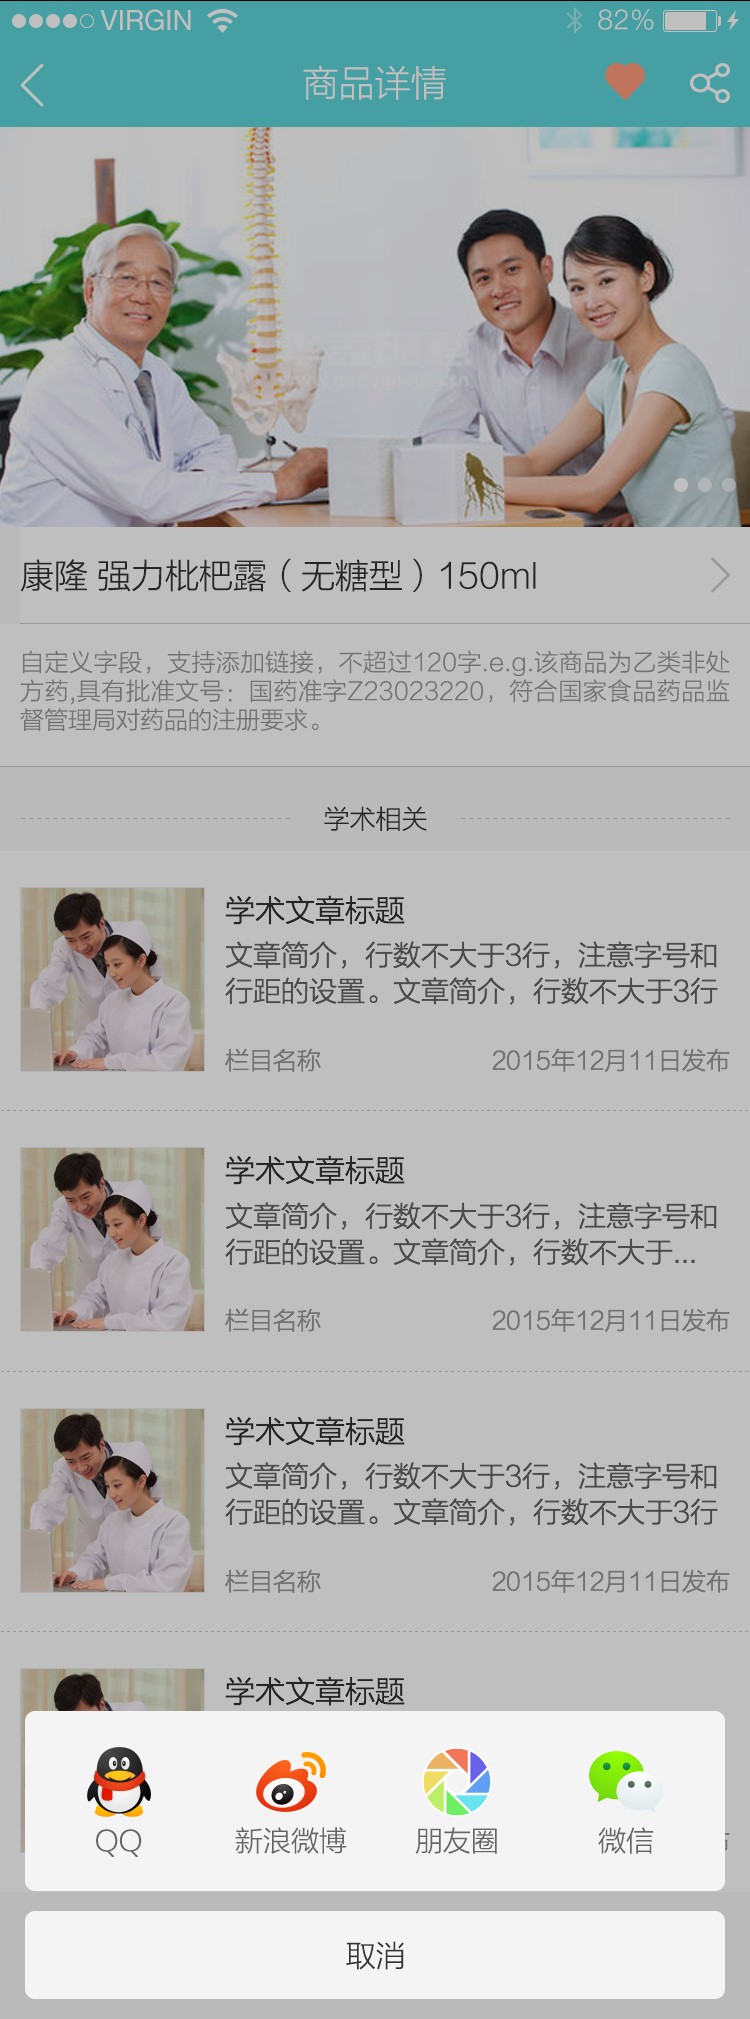 VIRGIN 82%
商品详情
康隆 强力枇杷露（无糖型）150ml
自定义字段，支持添加链接，不超过120字.e.g.该商品为乙类非处
方药,具有批准文号：国药准字Z23023220，符合国家食品药品监
督管理局对药品的注册要求。
学术相关
学术文章标题
文章简介，行数不大于3行，注意字号和
行距的设置。文章简介，行数不大于3行
栏目名称 2015年12月11日发布
学术文章标题
文章简介，行数不大于3行，注意字号和
行距的设置。文章简介，行数不大于...
栏目名称 2015年12月11日发布
学术文章标题
文章简介，行数不大于3行，注意字号和
行距的设置。文章简介，行数不大于3行
栏目名称 2015年12月11日发布
学术文章标题
QQ 新浪微博 朋友圈 微信
取消